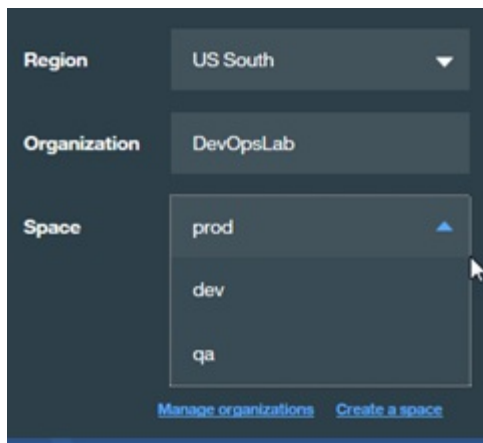 Region US South
Organization DevOpsLab
Space prod
dev
qa
Manage organizations Create a space